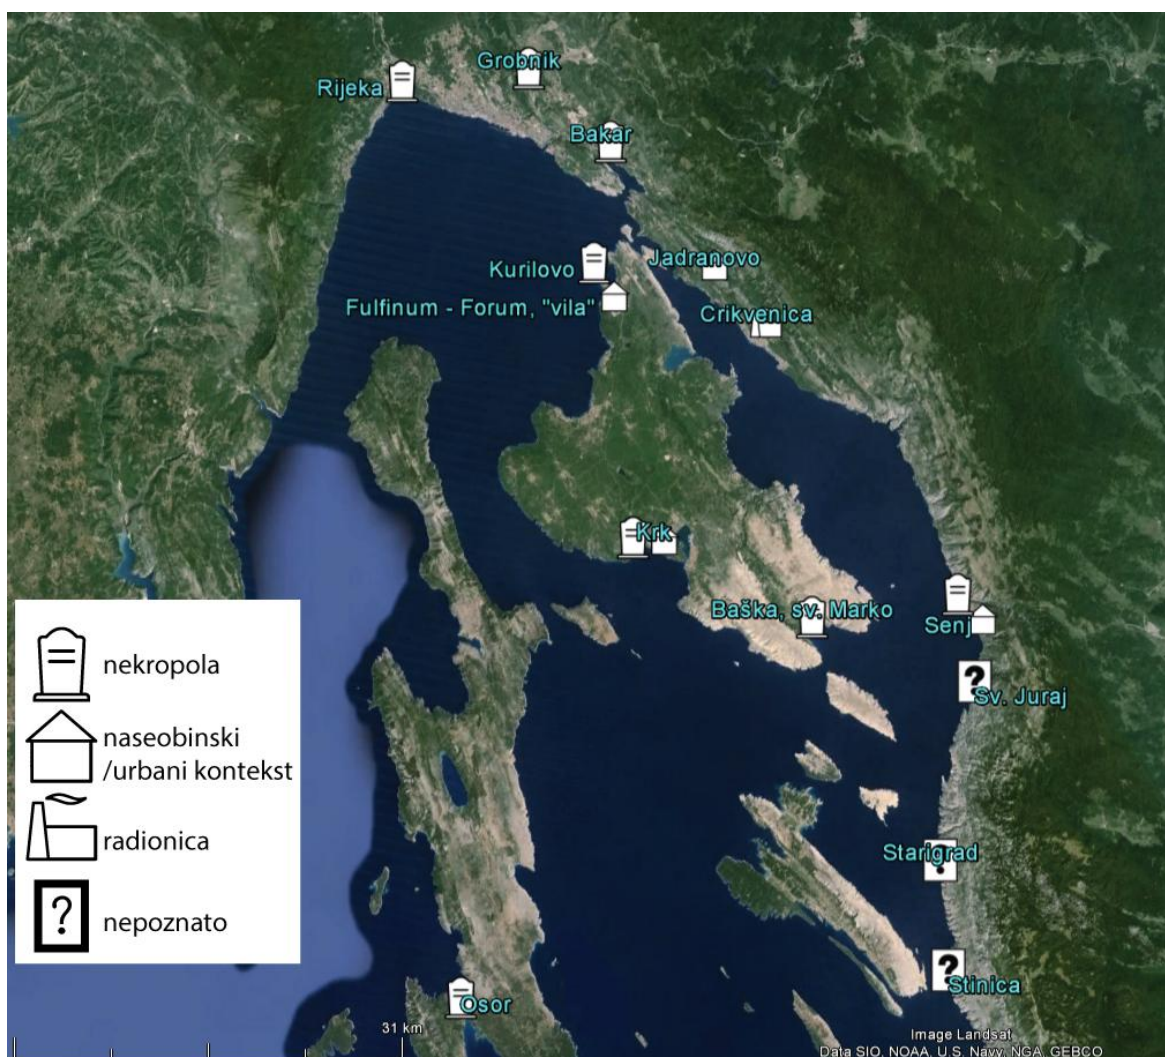 Grobnik
Rijeka
Bakar
Kurilovo
Jadranovo
Fulfinum - Forum, "vila"
Crikvenica
Krk
Baška, sv. Marko
Senj
Sv. Juraj
nekropola
naseobinski
/urbani kontekst
radionica
?
nepoznato
Starigrad
Stinica
Osor
31 km
Image Landsat
Data SIO, NOAA, U.S. Navy, NGA, GEBCO